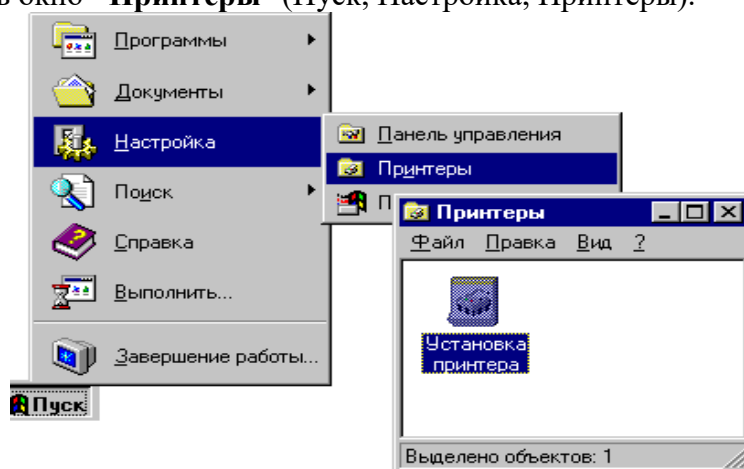 в окно "Принтеры" (Пуск, Настройка, Принтеры).
Программы
Документы
Настройка
Поиск
Справка
Выполнить...
Завершение работы...
Пуск
Панель управления
Принтеры
П
Принтеры
Файл Правка Вид ?
Установка
принтера
Выделено объектов: 1